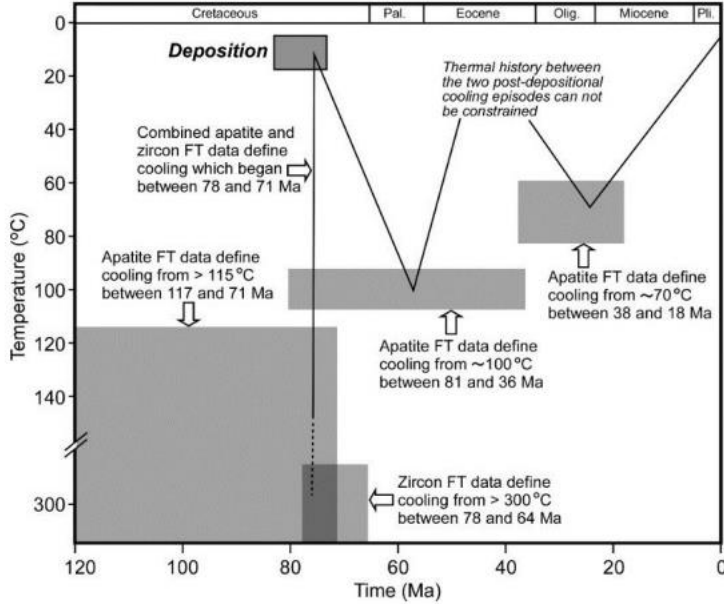 Cretaceous Pal. Eocene Olig. Miocene Pli.
0
20
40
60
80
100
120
140
300
Temperature (ºC)
Deposition
Thermal history between
the two post-depositional
cooling episodes can not
be constrained
Combined apatite and
zircon FT data define
cooling which began
between 78 and 71 Ma
Apatite FT data define
cooling from > 115ºC
between 117 and 71 Ma
Apatite FT data define
cooling from ~70ºC
between 38 and 18 Ma
Apatite FT data define
cooling from ~100ºC
between 81 and 36 Ma
Zircon FT data define
cooling from > 300ºC
between 78 and 64 Ma
120 100 80 60 40 20 0
Time (Ma)